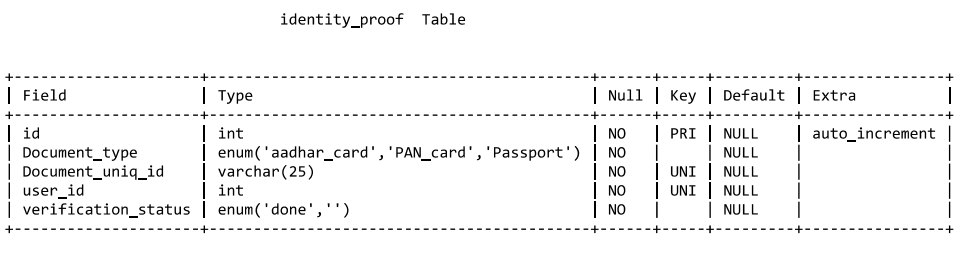 identity_proof  Table
+----------------------+---------------------------------------------+------+-----+---------+----------------+
| Field               | Type                                        | Null | Key | Default | Extra          |
+----------------------+---------------------------------------------+------+-----+---------+----------------+
| id                  | int                                         | NO   | PRI | NULL    | auto_increment |
| Document_type       | enum('aadhar_card','PAN_card','Passport') | NO   |     | NULL    |                |
| Document_uniq_id    | varchar(25)                                 | NO   | UNI | NULL    |                |
| user_id             | int                                         | NO   | UNI | NULL    |                |
| verification_status | enum('done','')                             | NO   |     | NULL    |                |
+----------------------+---------------------------------------------+------+-----+---------+----------------+